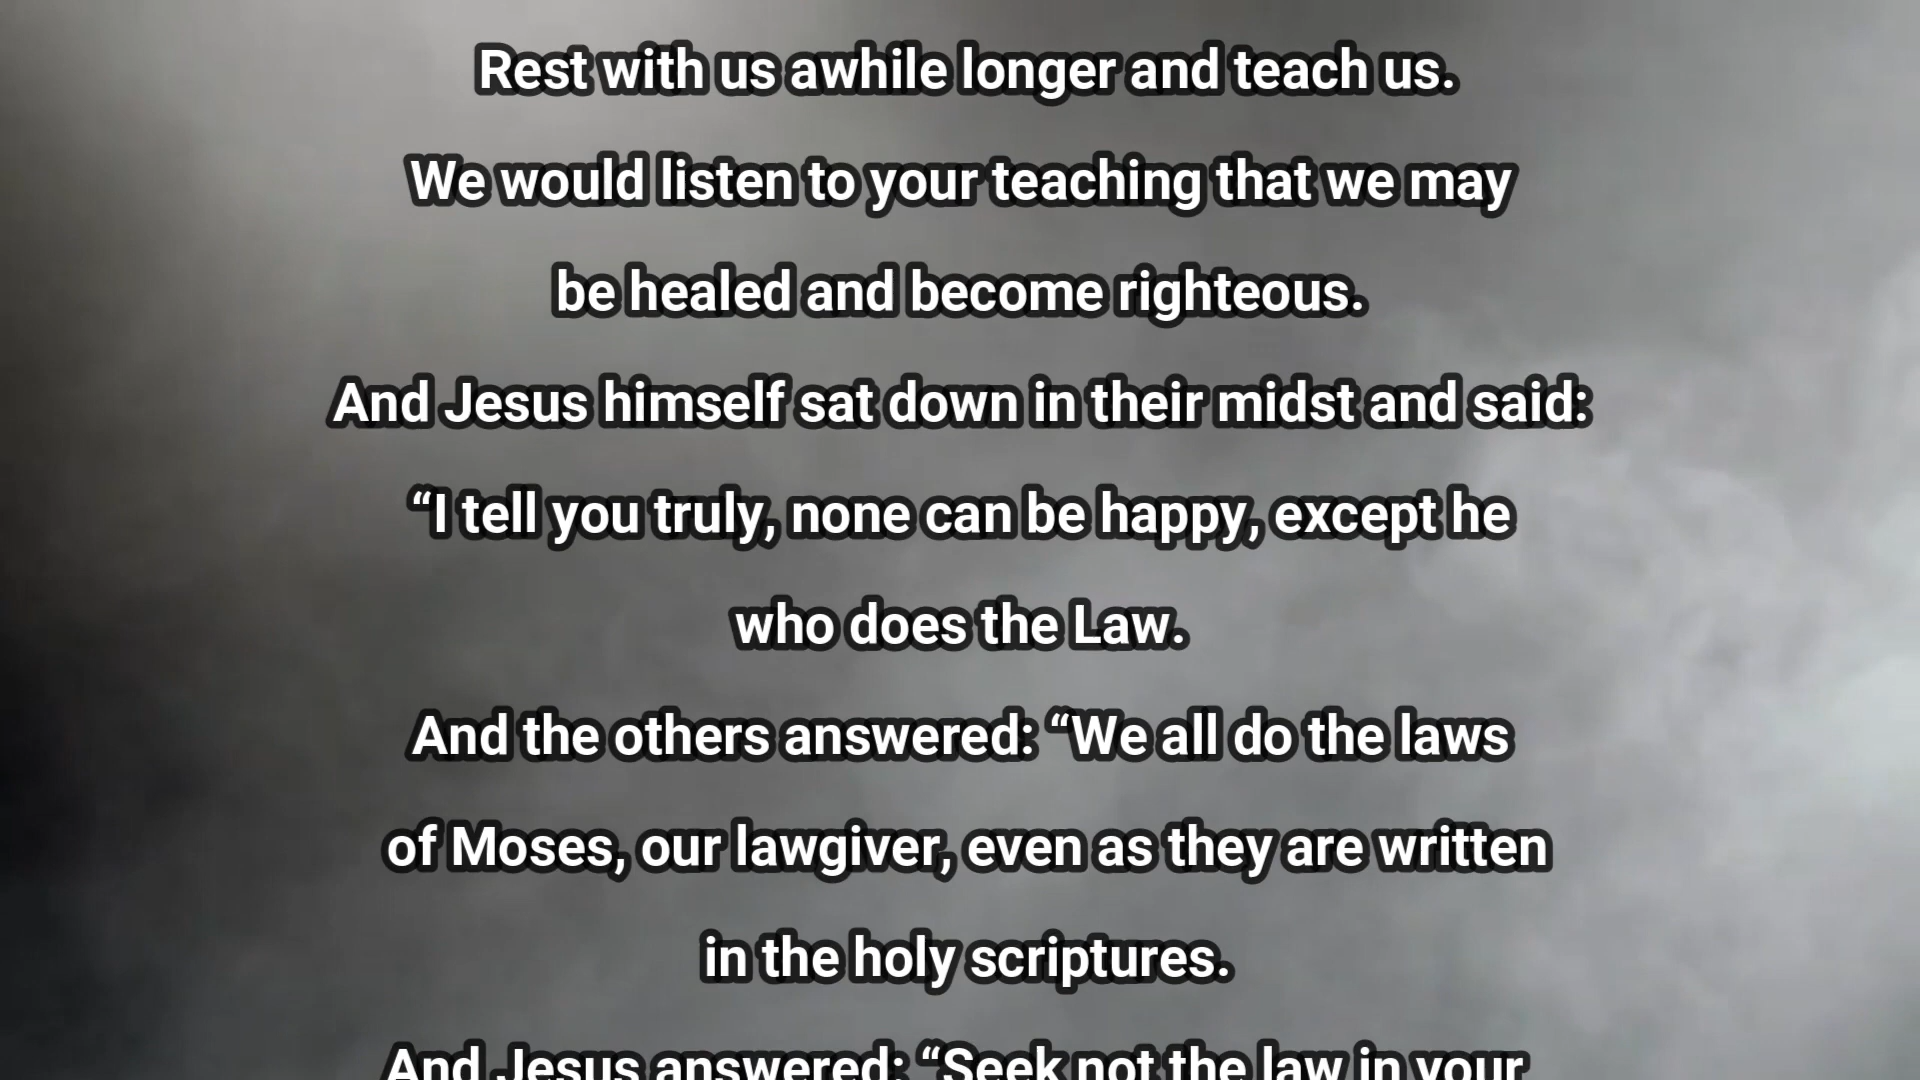 Rest with us awhile longer and teach us.
We would listen to your teaching that we may
be healed and become righteous.
And Jesus himself sat down in their midst and said:
“I tell you truly, none can be happy, except he
who does the Law.
And the others answered: “We all do the laws
of Moses, our lawgiver, even as they are written
in the holy scriptures.
And Jesus answered: “Seek not the law in your